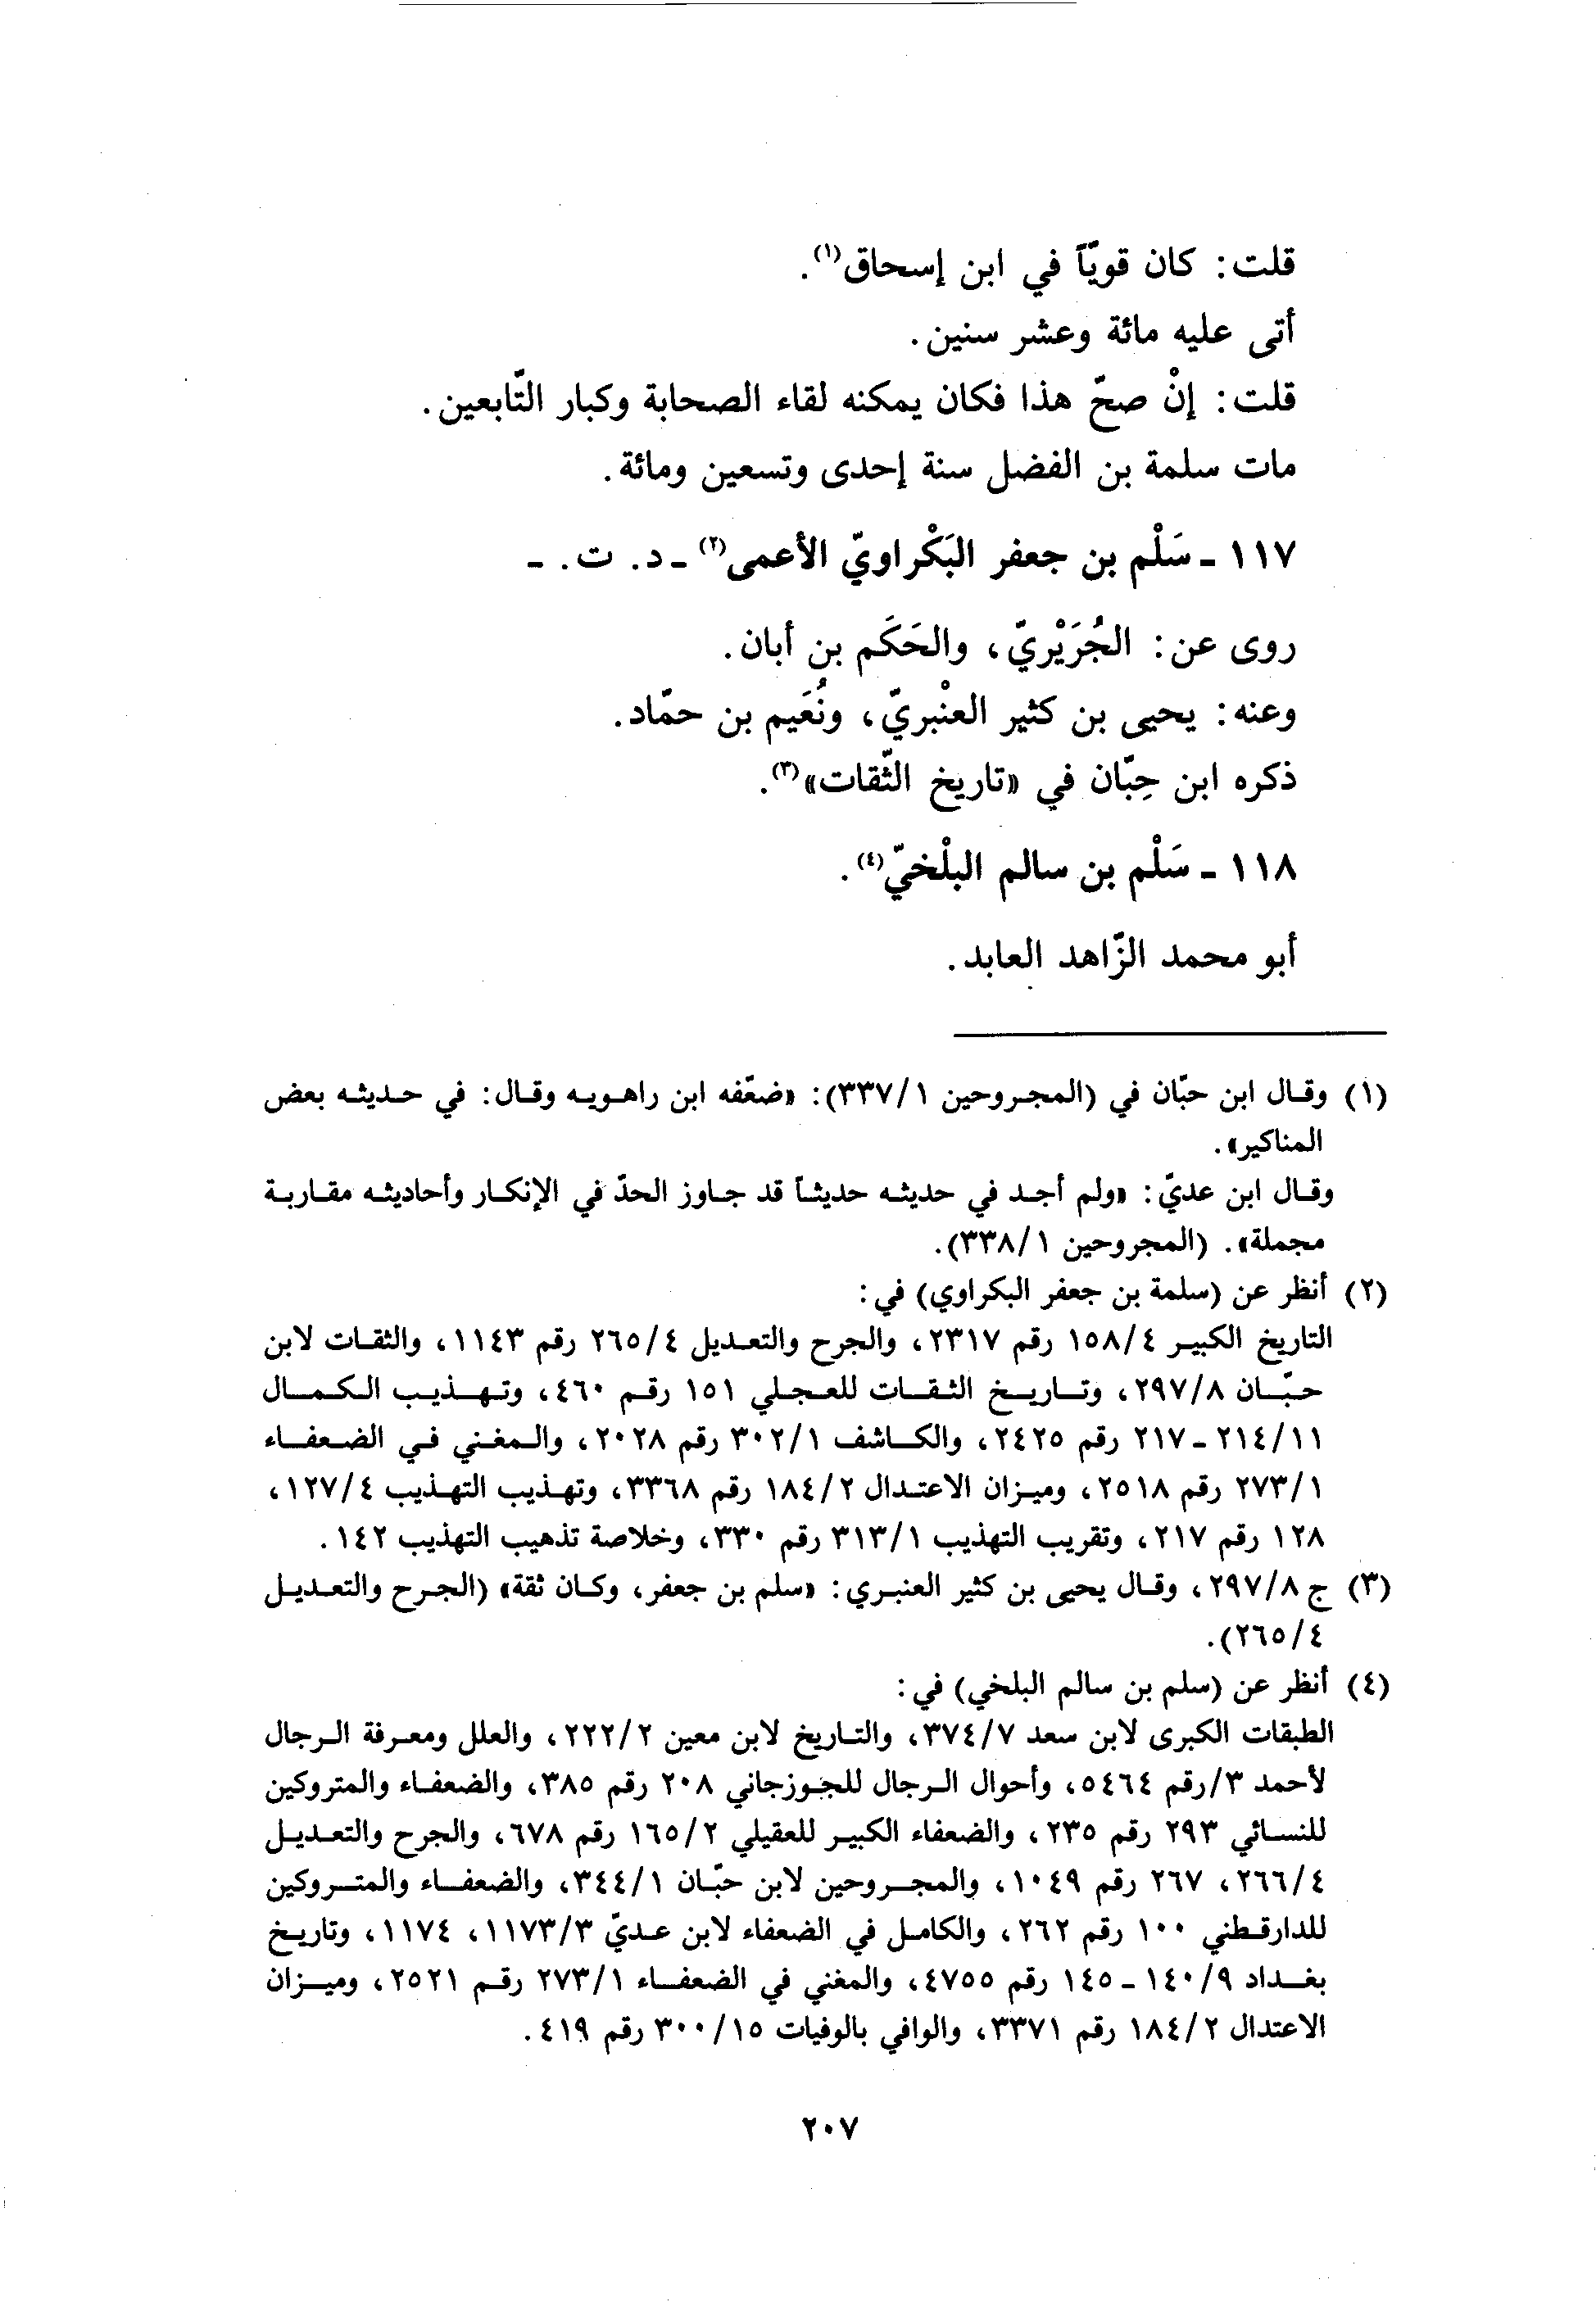 قلت: كان قويّاً في ابن إسحاق(١).
أتى عليه مائة وعشر سنين.
قلت: إنْ صحّ هذا فكان يمكنه لقاء الصحابة وكبار التّابعين.
مات سلمة بن الفضل سنة إحدى وتسعين ومائة.
١١٧ - سَلْم بن جعفر البَكْراويّ الأعمى(٢) - د. ت. -
روى عن: الجُرَيْريّ، والحَكَم بن أبان.
وعنه: يحيى بن كثير العنْبريّ، ونُعَيم بن حمّاد.
ذكره ابن حِبّان في «تاريخ الثّقات»(٣).
١١٨ - سَلْم بن سالم البلْخيّ(٤).
أبو محمد الزّاهد العابد.
(١) وقال ابن حبّان في (المجروحين ٣٣٧/١): «ضعّفه ابن راهويه وقال: في حديثه بعض
المناكير».
وقال ابن عديّ: «ولم أجد في حديثه حديثاً قد جاوز الحدّ في الإنكار وأحاديثه مقاربة
مجملة». (المجروحين ٣٣٨/١).
(٢) أنظر عن (سلمة بن جعفر البكراوي) في:
التاريخ الكبير ١٥٨/٤ رقم ٢٣١٧، والجرح والتعديل ٢٦٥/٤ رقم ١١٤٣، والثقات لابن
حبّان ٢٩٧/٨، وتاريخ الثقات للعجلي ١٥١ رقم ٤٦٠، وتهذيب الكمال
٢١٤/١١ - ٢١٧ رقم ٢٤٢٥، والكاشف ٣٠٢/١ رقم ٢٠٢٨، والمغني في الضعفاء
٢٧٣/١ رقم ٢٥١٨، وميزان الاعتدال ١٨٤/٢ رقم ٣٣٦٨، وتهذيب التهذيب ١٢٧/٤،
١٢٨ رقم ٢١٧، وتقريب التهذيب ٣١٣/١ رقم ٣٣٠، وخلاصة تذهيب التهذيب ١٤٢.
(٣) ج ٢٩٧/٨، وقال يحيى بن كثير العنبري: «سلم بن جعفر، وكان ثقة» (الجرح والتعديل
٢٦٥/٤).
(٤) أنظر عن (سلم بن سالم البلخي) في:
الطبقات الكبرى لابن سعد ٣٧٤/٧، والتاريخ لابن معين ٢٢٢/٢، والعلل ومعرفة الرجال
لأحمد ٣/رقم ٥٤٦٤، وأحوال الرجال للجوزجاني ٢٠٨ رقم ٣٨٥، والضعفاء والمتروكين
للنسائي ٢٩٣ رقم ٢٣٥، والضعفاء الكبير للعقيلي ١٦٥/٢ رقم ٦٧٨، والجرح والتعديل
٢٦٦/٤، ٢٦٧ رقم ١٠٤٩، والمجروحين لابن حبّان ٣٤٤/١، والضعفاء والمتروكين
للدارقطني ١٠٠ رقم ٢٦٢، والكامل في الضعفاء لابن عديّ ١١٧٣/٣، ١١٧٤، وتاريخ
بغداد ١٤٠/٩ - ١٤٥ رقم ٤٧٥٥، والمغني في الضعفاء ٢٧٣/١ رقم ٢٥٢١، وميزان
الاعتدال ١٨٤/٢ رقم ٣٣٧١، والوافي بالوفيات ٣٠٠/١٥ رقم ٤١٩.
٢٠٧